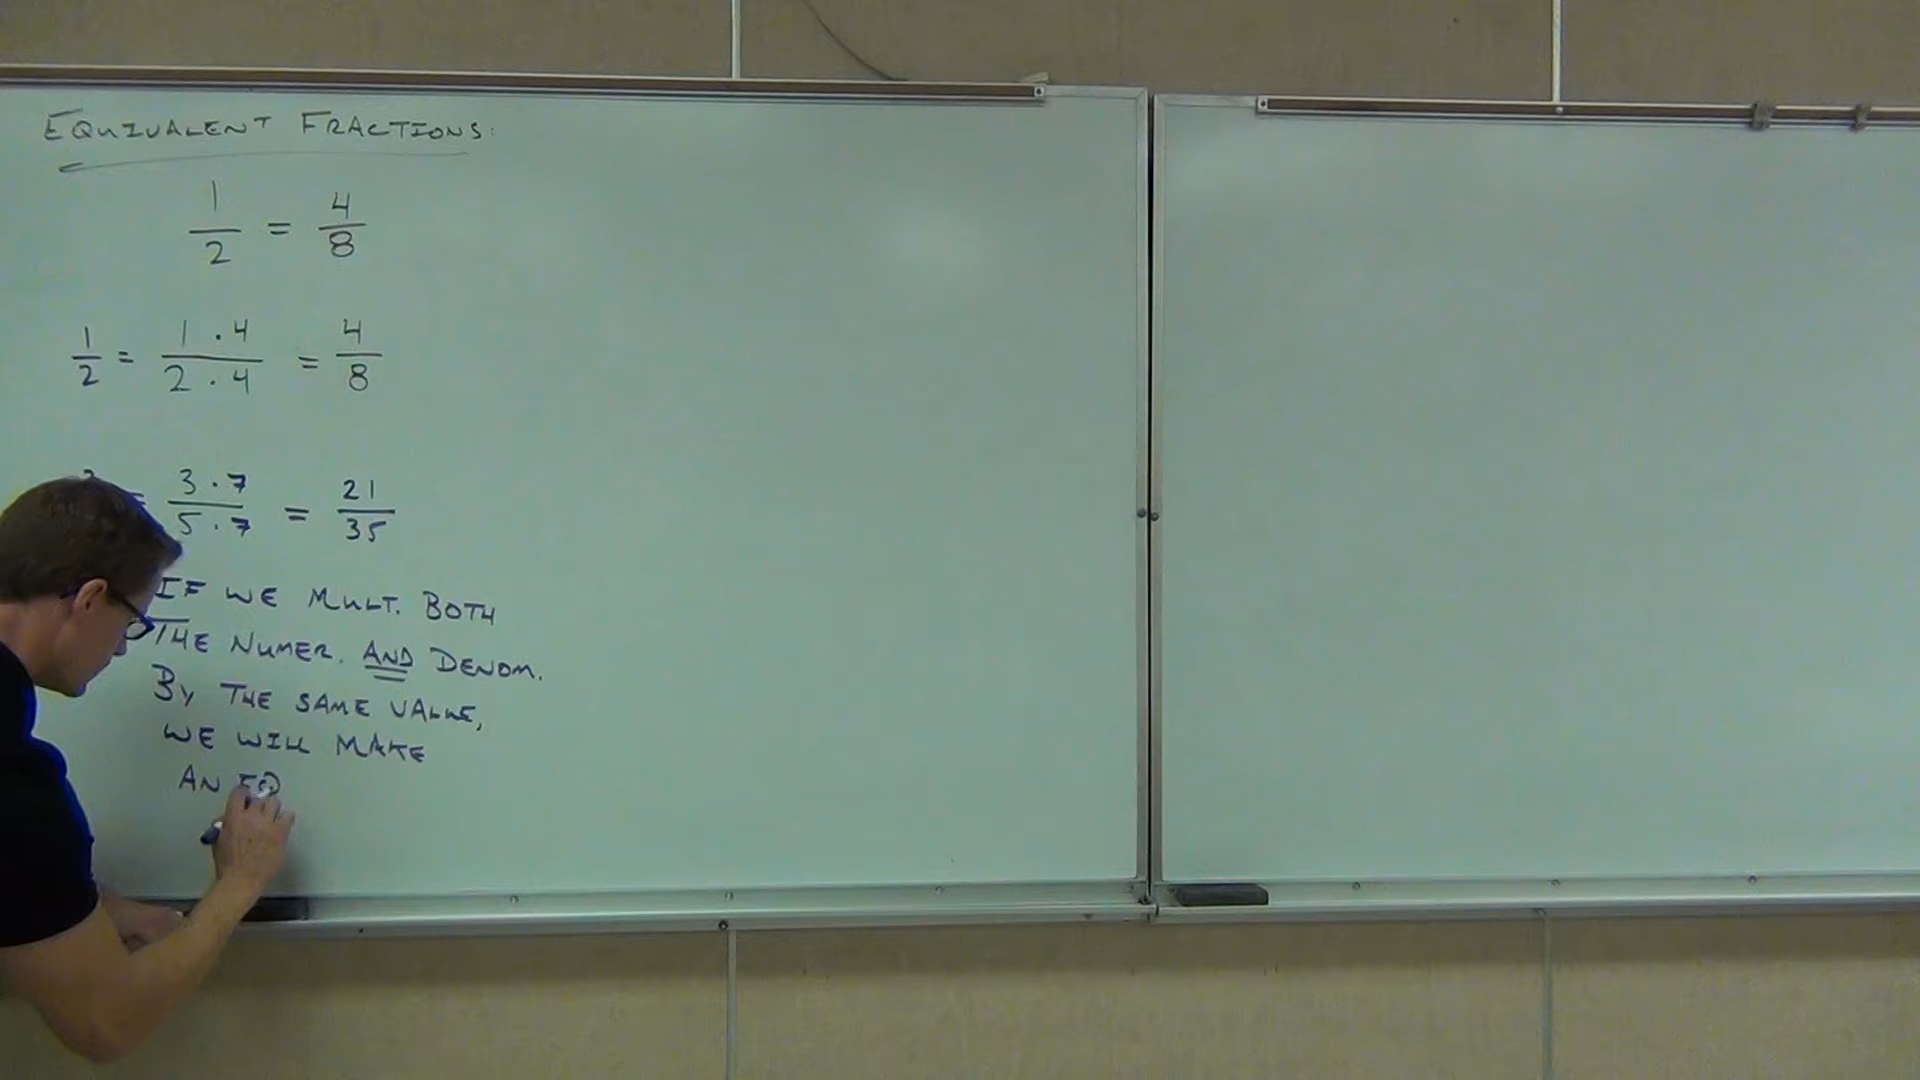 EQUIVALENT FRACTIONS:
1/2 = 4/8
1/2 = 1 · 4/2 · 4 = 4/8
= 3 · 7/5 · 7 = 21/35
IF WE MULT. BOTH
THE NUMER. AND DENOM.
BY THE SAME VALUE,
WE WILL MAKE
AN EQ